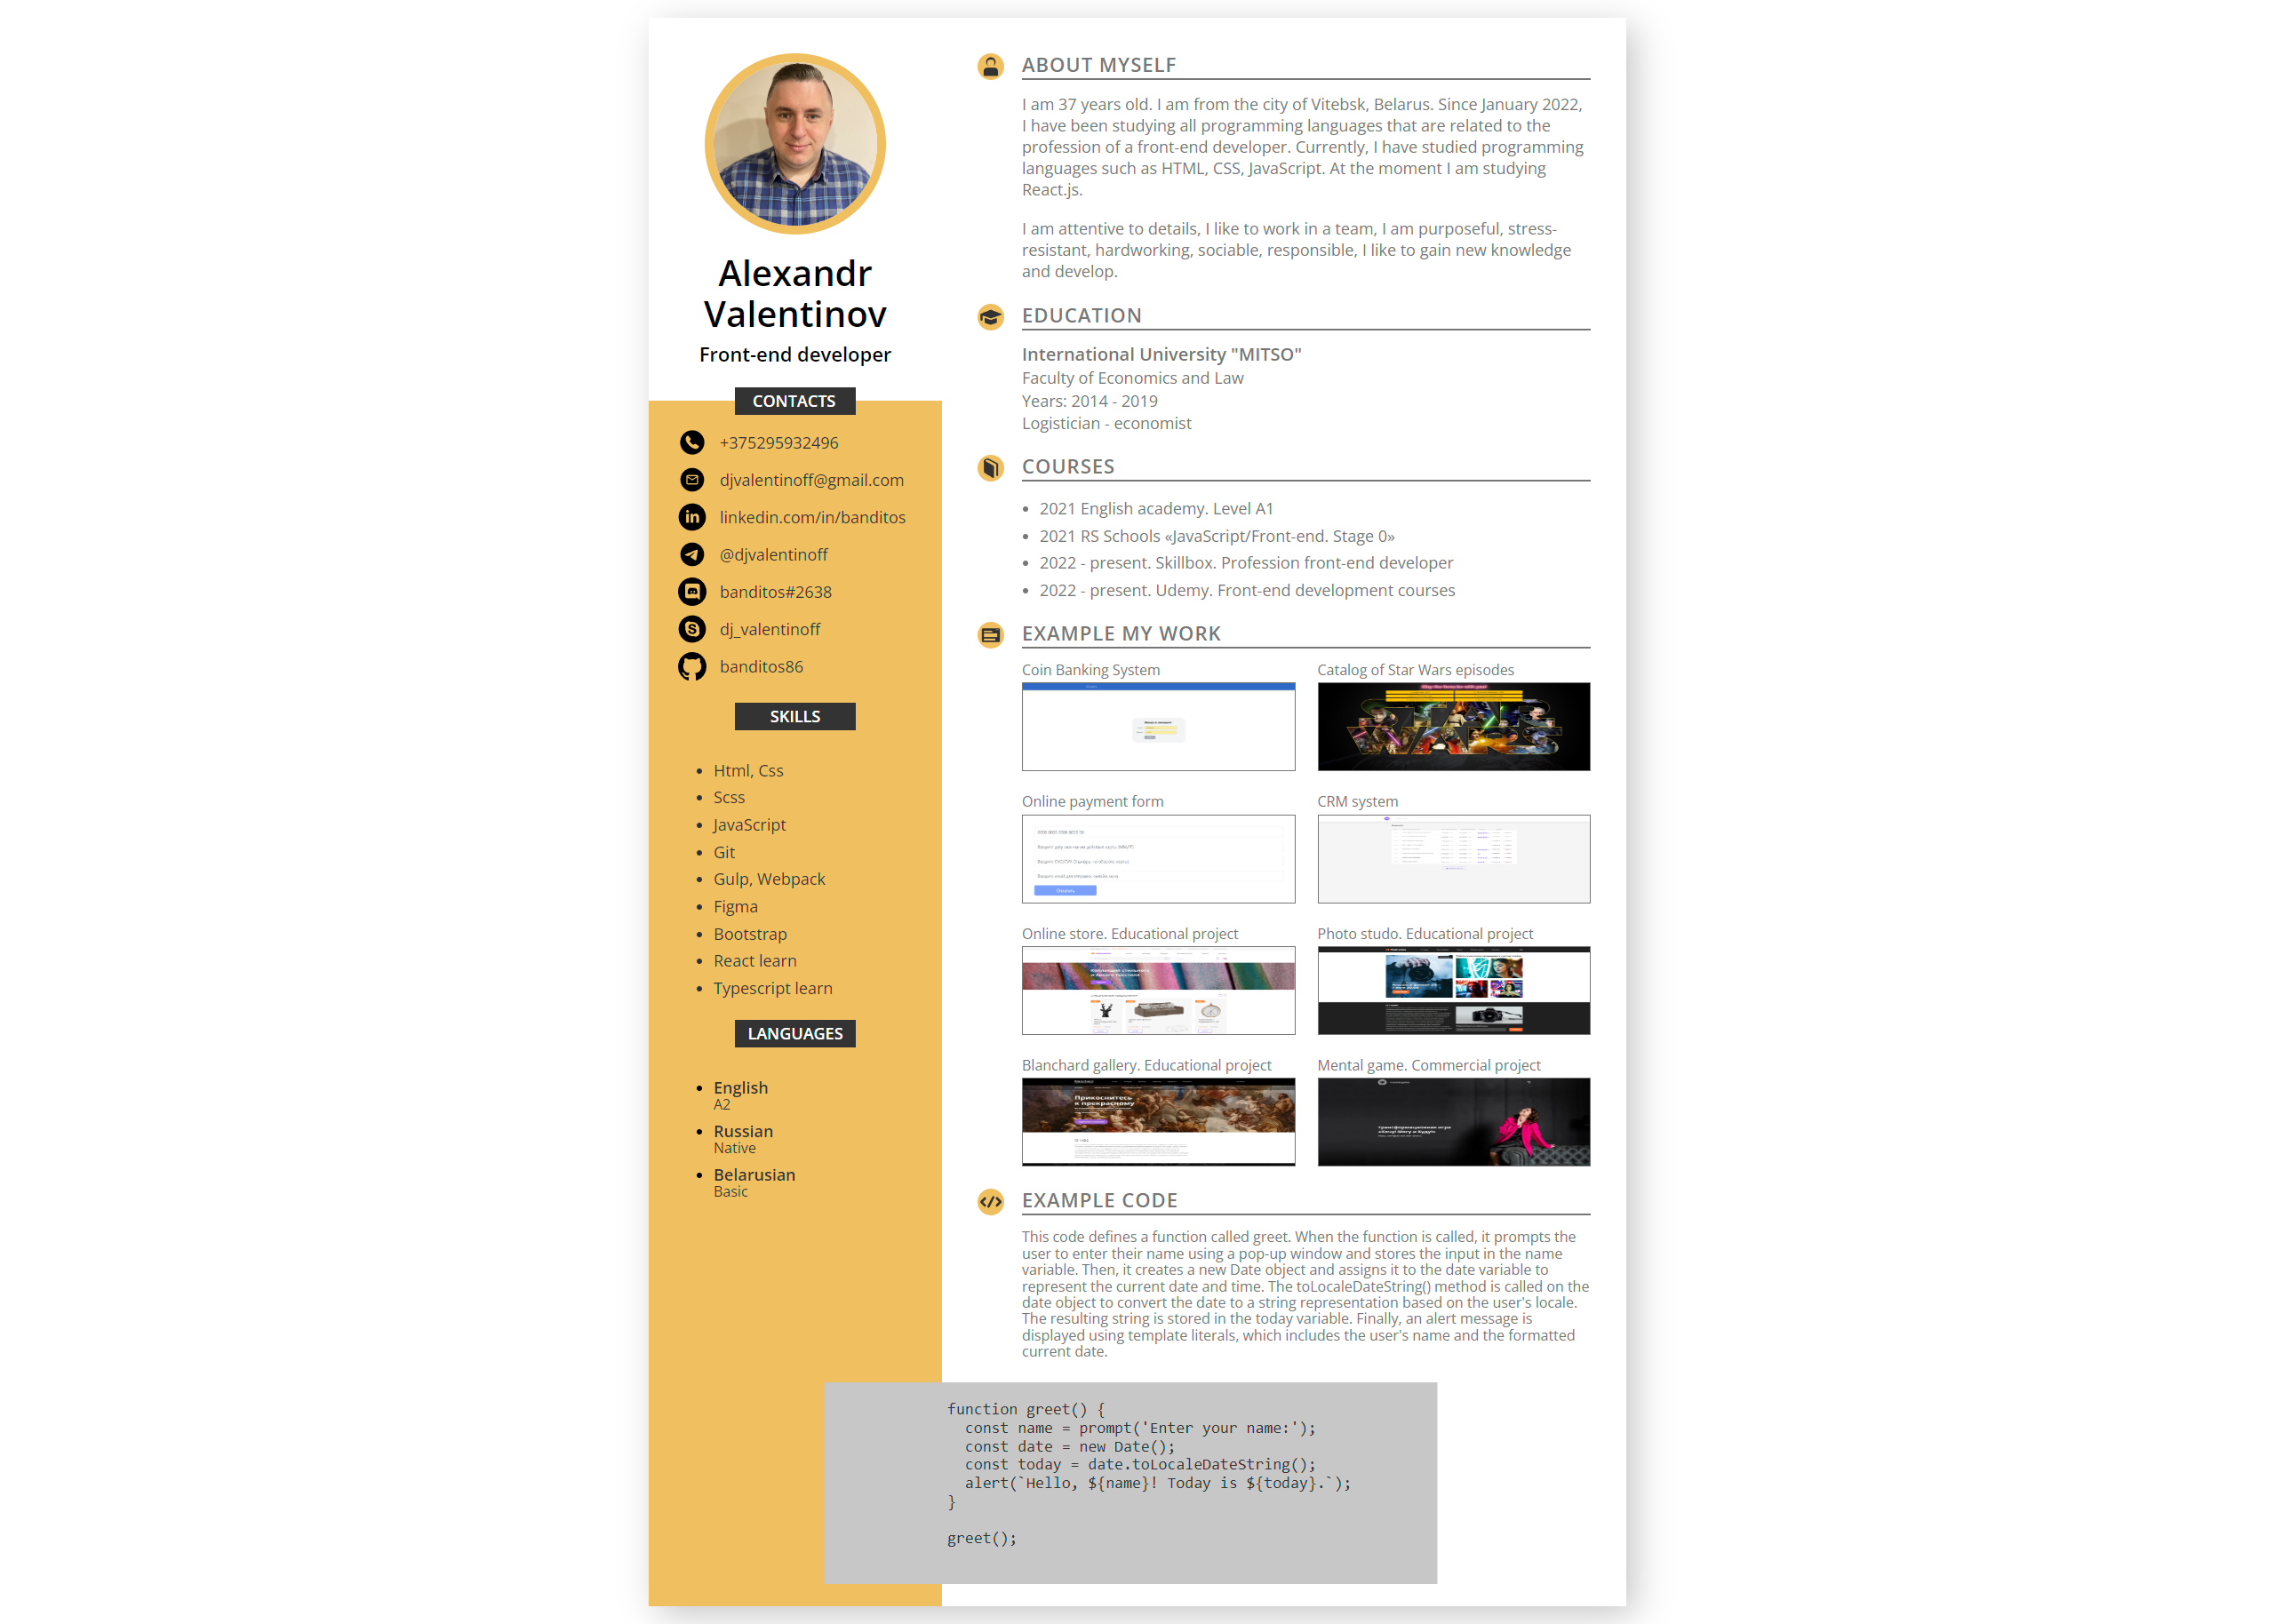 Alexandr
Valentinov
Front-end developer
CONTACTS
+375295932496
djvalentinoff@gmail.com
linkedin.com/in/banditos
@djvalentinoff
banditos#2638
dj_valentinoff
banditos86
SKILLS
Html, Css
Scss
JavaScript
Git
Gulp, Webpack
Figma
Bootstrap
React learn
Typescript learn
LANGUAGES
English
A2
Russian
Native
Belarusian
Basic
ABOUT MYSELF
I am 37 years old. I am from the city of Vitebsk, Belarus. Since January 2022,
I have been studying all programming languages that are related to the
profession of a front-end developer. Currently, I have studied programming
languages such as HTML, CSS, JavaScript. At the moment I am studying
React.js.
I am attentive to details, I like to work in a team, I am purposeful, stress-
resistant, hardworking, sociable, responsible, I like to gain new knowledge
and develop.
EDUCATION
International University "MITSO"
Faculty of Economics and Law
Years: 2014 - 2019
Logistician - economist
COURSES
2021 English academy. Level A1
2021 RS Schools «JavaScript/Front-end. Stage 0»
2022 - present. Skillbox. Profession front-end developer
2022 - present. Udemy. Front-end development courses
EXAMPLE MY WORK
Coin Banking System
Catalog of Star Wars episodes
STAR
WARS
Online payment form
CRM system
Online store. Educational project
Photo studo. Educational project
Blanchard gallery. Educational project
Прикоснитесь
к прекрасному
Mental game. Commercial project
EXAMPLE CODE
This code defines a function called greet. When the function is called, it prompts the
user to enter their name using a pop-up window and stores the input in the name
variable. Then, it creates a new Date object and assigns it to the date variable to
represent the current date and time. The toLocaleDateString() method is called on the
date object to convert the date to a string representation based on the user's locale.
The resulting string is stored in the today variable. Finally, an alert message is
displayed using template literals, which includes the user's name and the formatted
current date.
function greet() {
const name = prompt('Enter your name:');
const date = new Date();
const today = date.toLocaleDateString();
alert(`Hello, ${name}! Today is ${today}.`);
}
greet();